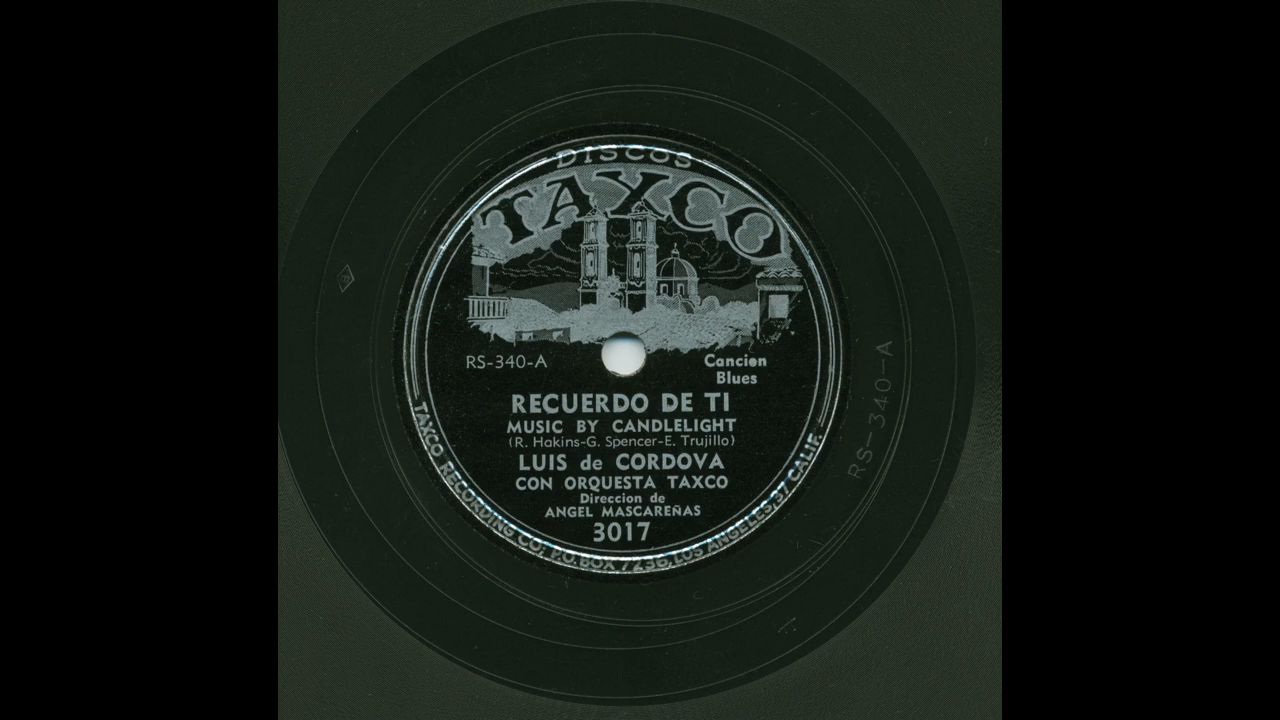 DISCOS
TAXCO
RS-340-A
Cancion
Blues
RECUERDO DE TI
MUSIC BY CANDLELIGHT
(R. Hakins-G. Spencer-E. Trujillo)
LUIS de CORDOVA
CON ORQUESTA TAXCO
Direccion de
ANGEL MASCAREÑAS
3017
TAXCO RECORDING CO; P.O. BOX 7236, LOS ANGELES, 37 CALIF.
RS-340-A